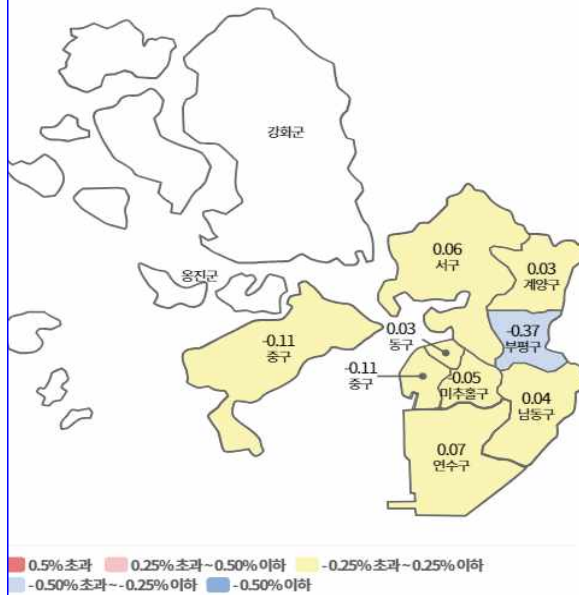 강화군
0.06
서구
0.03
계양구
옹진군
-0.11
중구
0.03
동구
-0.37
부평구
-0.11
중구
-0.05
미추홀구
0.04
남동구
0.07
연수구
0.5% 초과 0.25% 초과 ~ 0.50% 이하 -0.25% 초과 ~ 0.25% 이하
-0.50% 초과 ~ -0.25% 이하 -0.50% 이하